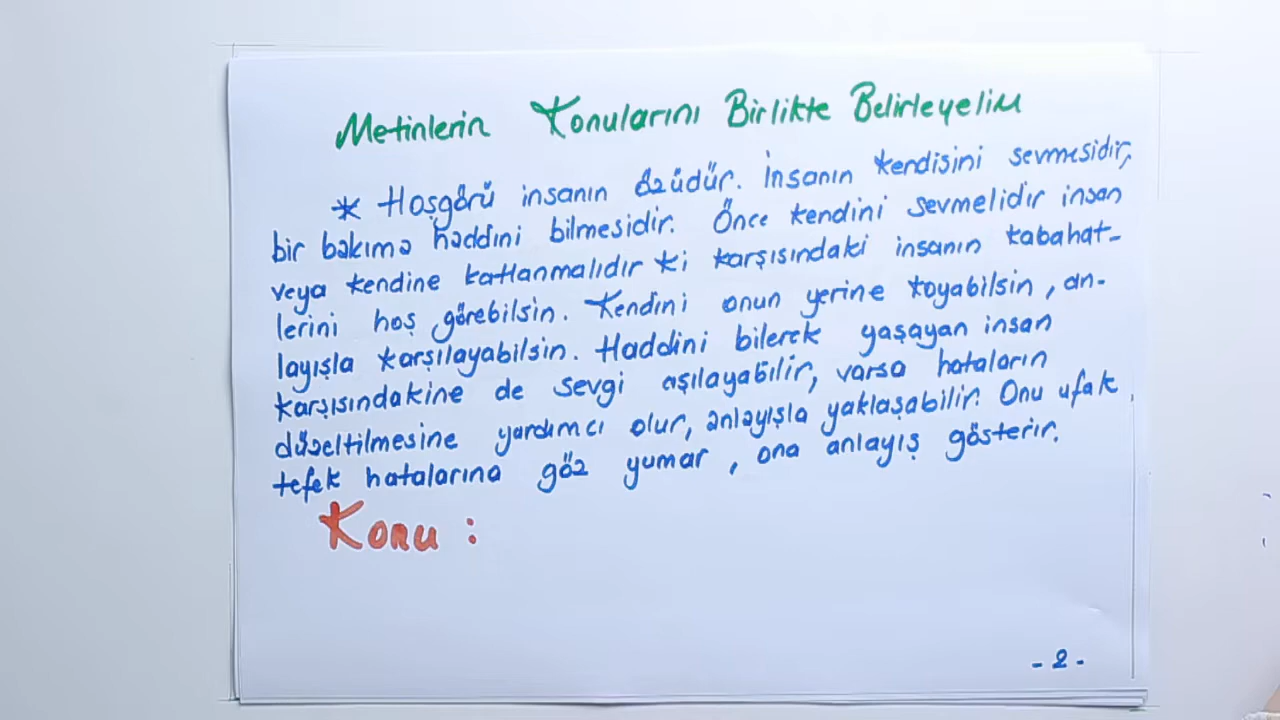 Metinlerin Konularını Birlikte Belirleyelim
* Hoşgörü insanın özüdür. İnsanın kendisini sevmesidir,
bir bakıma haddini bilmesidir. Önce kendini sevmelidir insan
veya kendine katlanmalıdır ki karşısındaki insanın kabahat-
lerini hoş görebilsin. Kendini onun yerine koyabilsin, an-
layışla karşılayabilsin. Haddini bilerek yaşayan insan
karşısındakine de sevgi aşılayabilir, varsa hataların
düzeltilmesine yardımcı olur, anlayışla yaklaşabilir. Onu ufak
tefek hatalarına göz yumar, ona anlayış gösterir.
Konu :
- 2 -